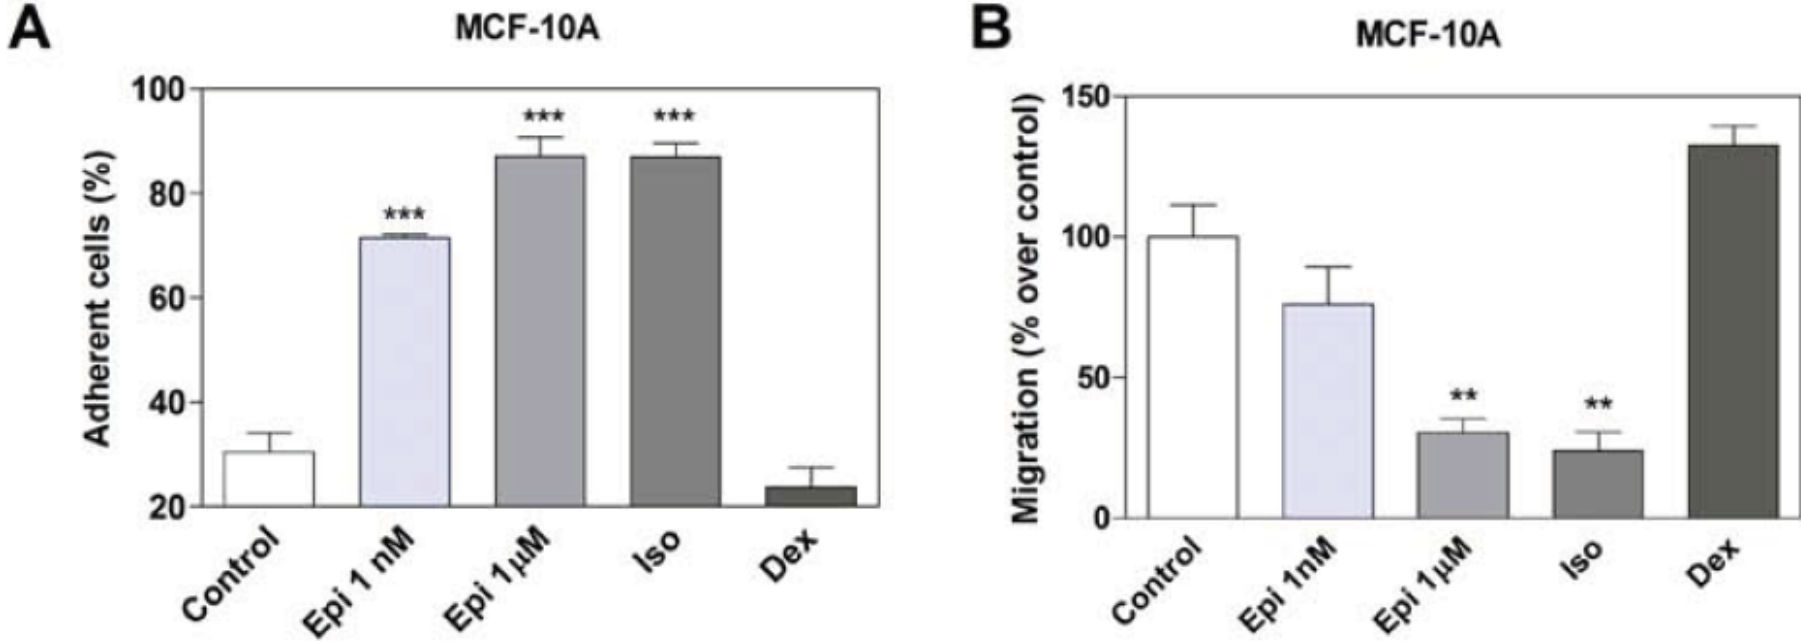 A
MCF-10A
Adherent cells (%)
100
80
60
40
20
***
***
***
Control
Epi 1 nM
Epi 1μM
Iso
Dex
B
MCF-10A
Migration (% over control)
150
100
50
0
**
**
Control
Epi 1nM
Epi 1μM
Iso
Dex